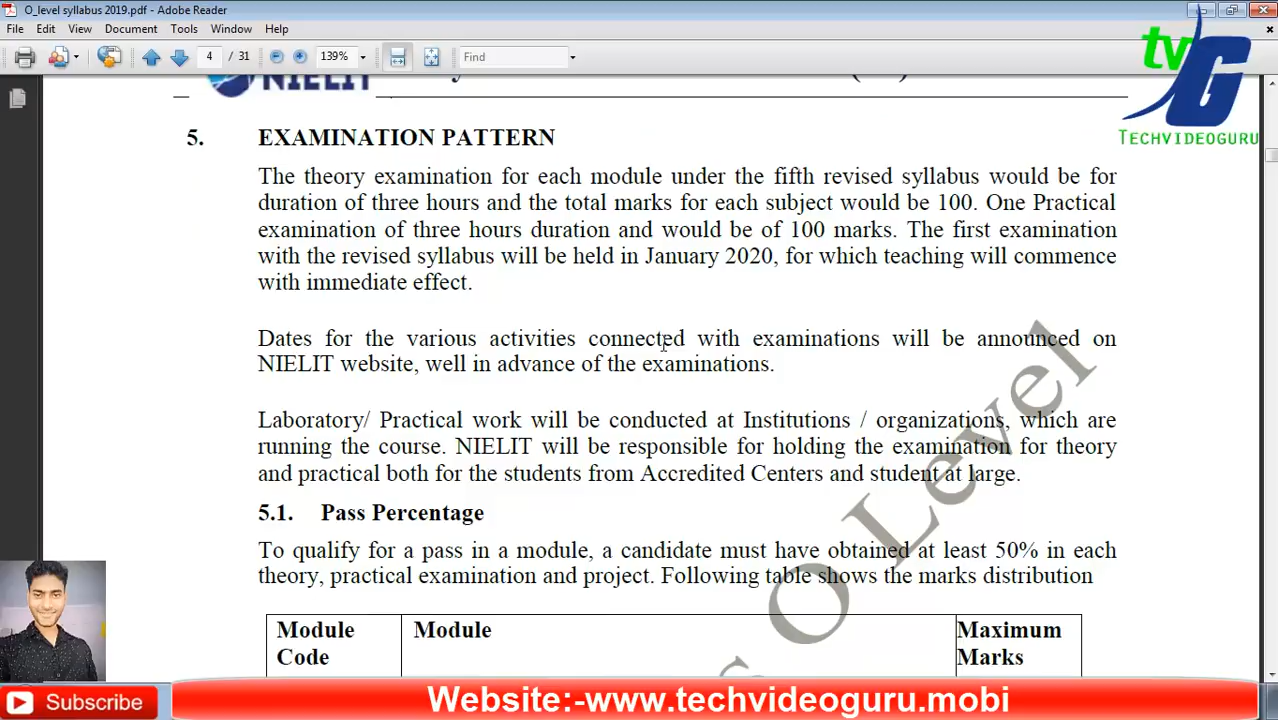 O_level syllabus 2019.pdf - Adobe Reader
File Edit View Document Tools Window Help
4 / 31 139% Find
NIELIT
tv G
TECHVIDEOGURU
5. EXAMINATION PATTERN
The theory examination for each module under the fifth revised syllabus would be for
duration of three hours and the total marks for each subject would be 100. One Practical
examination of three hours duration and would be of 100 marks. The first examination
with the revised syllabus will be held in January 2020, for which teaching will commence
with immediate effect.
Dates for the various activities connected with examinations will be announced on
NIELIT website, well in advance of the examinations.
Laboratory/ Practical work will be conducted at Institutions / organizations, which are
running the course. NIELIT will be responsible for holding the examination for theory
and practical both for the students from Accredited Centers and student at large.
5.1. Pass Percentage
To qualify for a pass in a module, a candidate must have obtained at least 50% in each
theory, practical examination and project. Following table shows the marks distribution
Module Module Maximum
Code Marks
S O Level
Subscribe
Website:-www.techvideoguru.mobi